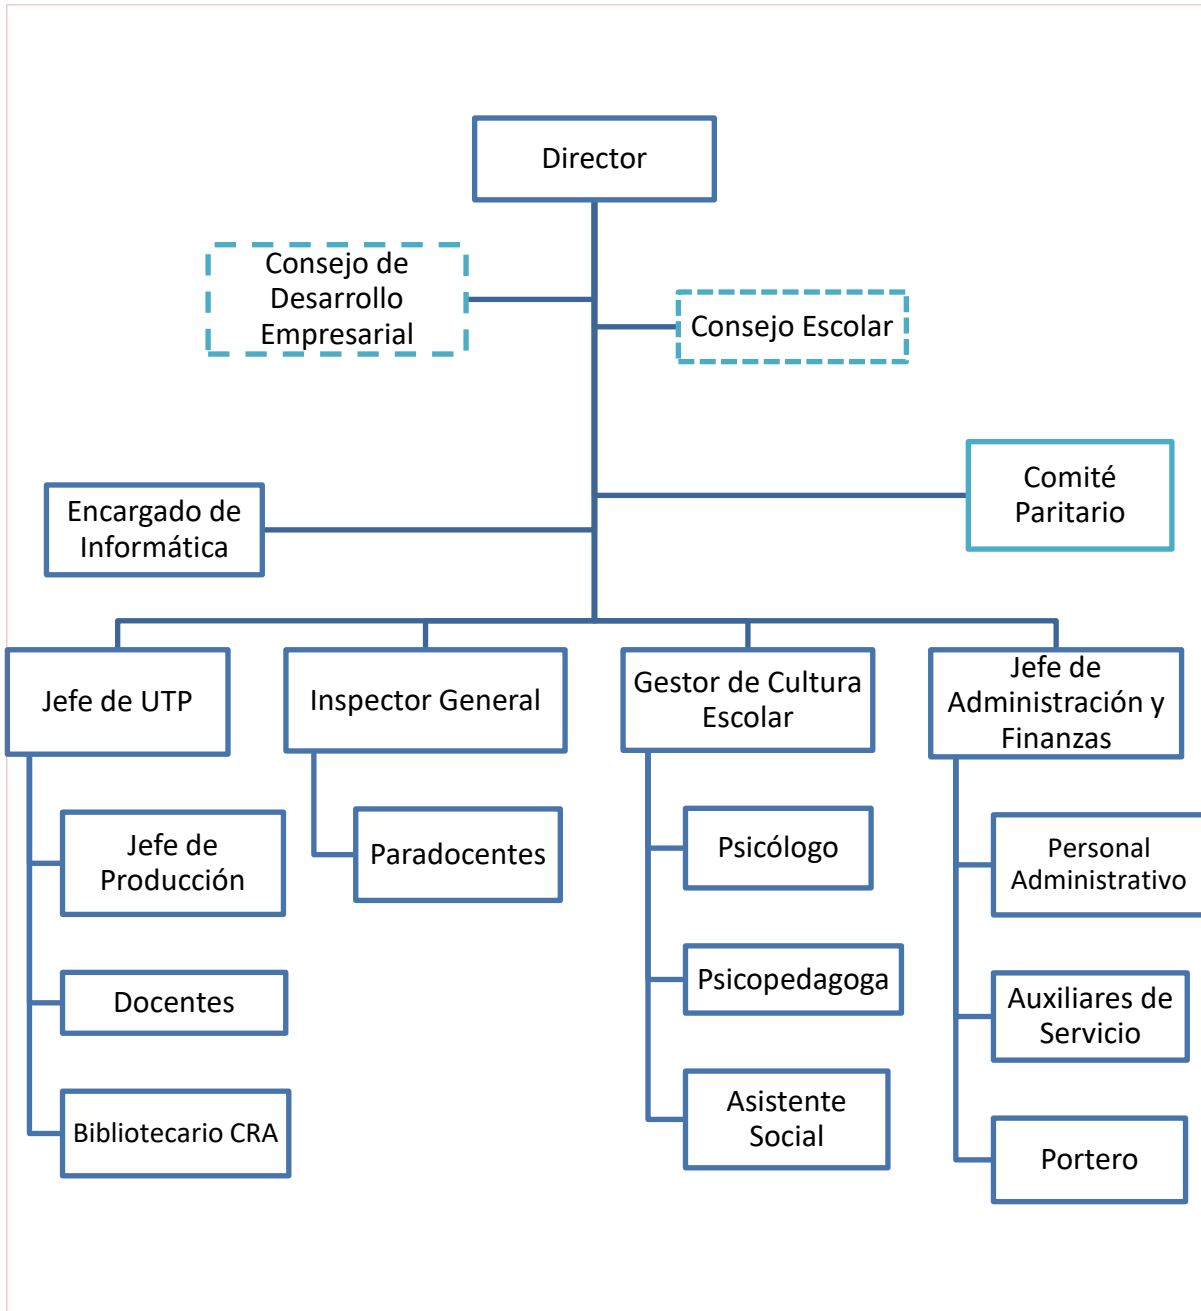 Director
Consejo de
Desarrollo
Empresarial
Consejo Escolar
Comité
Paritario
Encargado de
Informática
Jefe de UTP
Inspector General
Gestor de Cultura
Escolar
Jefe de
Administración y
Finanzas
Jefe de
Producción
Docentes
Bibliotecario CRA
Paradocentes
Psicólogo
Psicopedagoga
Asistente
Social
Personal
Administrativo
Auxiliares de
Servicio
Portero